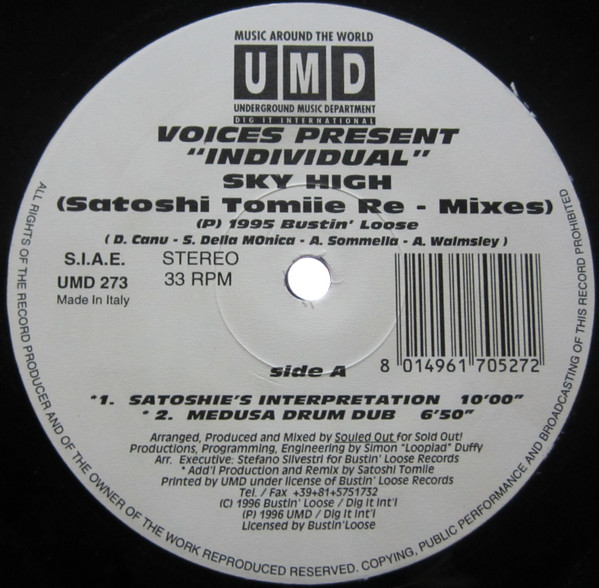 MUSIC AROUND THE WORLD
UMD
UNDERGROUND MUSIC DEPARTMENT
DIG IT INTERNATIONAL
VOICES PRESENT
"INDIVIDUAL"
SKY HIGH
(Satoshi Tomiie Re - Mixes)
(P) 1995 Bustin' Loose
( D. Canu - S. Della MOnica - A. Sommella - A. Walmsley )
S.I.A.E. STEREO
UMD 273 33 RPM
Made In Italy
8 014961 705272
side A
*1. SATOSHIE'S INTERPRETATION 10'00"
* 2. MEDUSA DRUM DUB 6'50"
Arranged, Produced and Mixed by Souled Out for Sold Out!
Productions, Programming, Engineering by Simon "Looplad" Duffy
Arr. Executive: Stefano Silvestri for Bustin' Loose Records
* Add'l Production and Remix by Satoshi Tomiie
Printed by UMD under license of Bustin' Loose Records
Tel. / Fax +39+81+5751732
(C) 1996 Bustin' Loose / Dig It Int'l
(P) 1996 UMD / Dig It Int'l
Licensed by Bustin'Loose
ALL RIGHTS OF THE RECORD PRODUCER AND OF THE OWNER OF THE WORK REPRODUCED RESERVED. COPYING, PUBLIC PERFORMANCE AND BROADCASTING OF THIS RECORD PROHIBITED